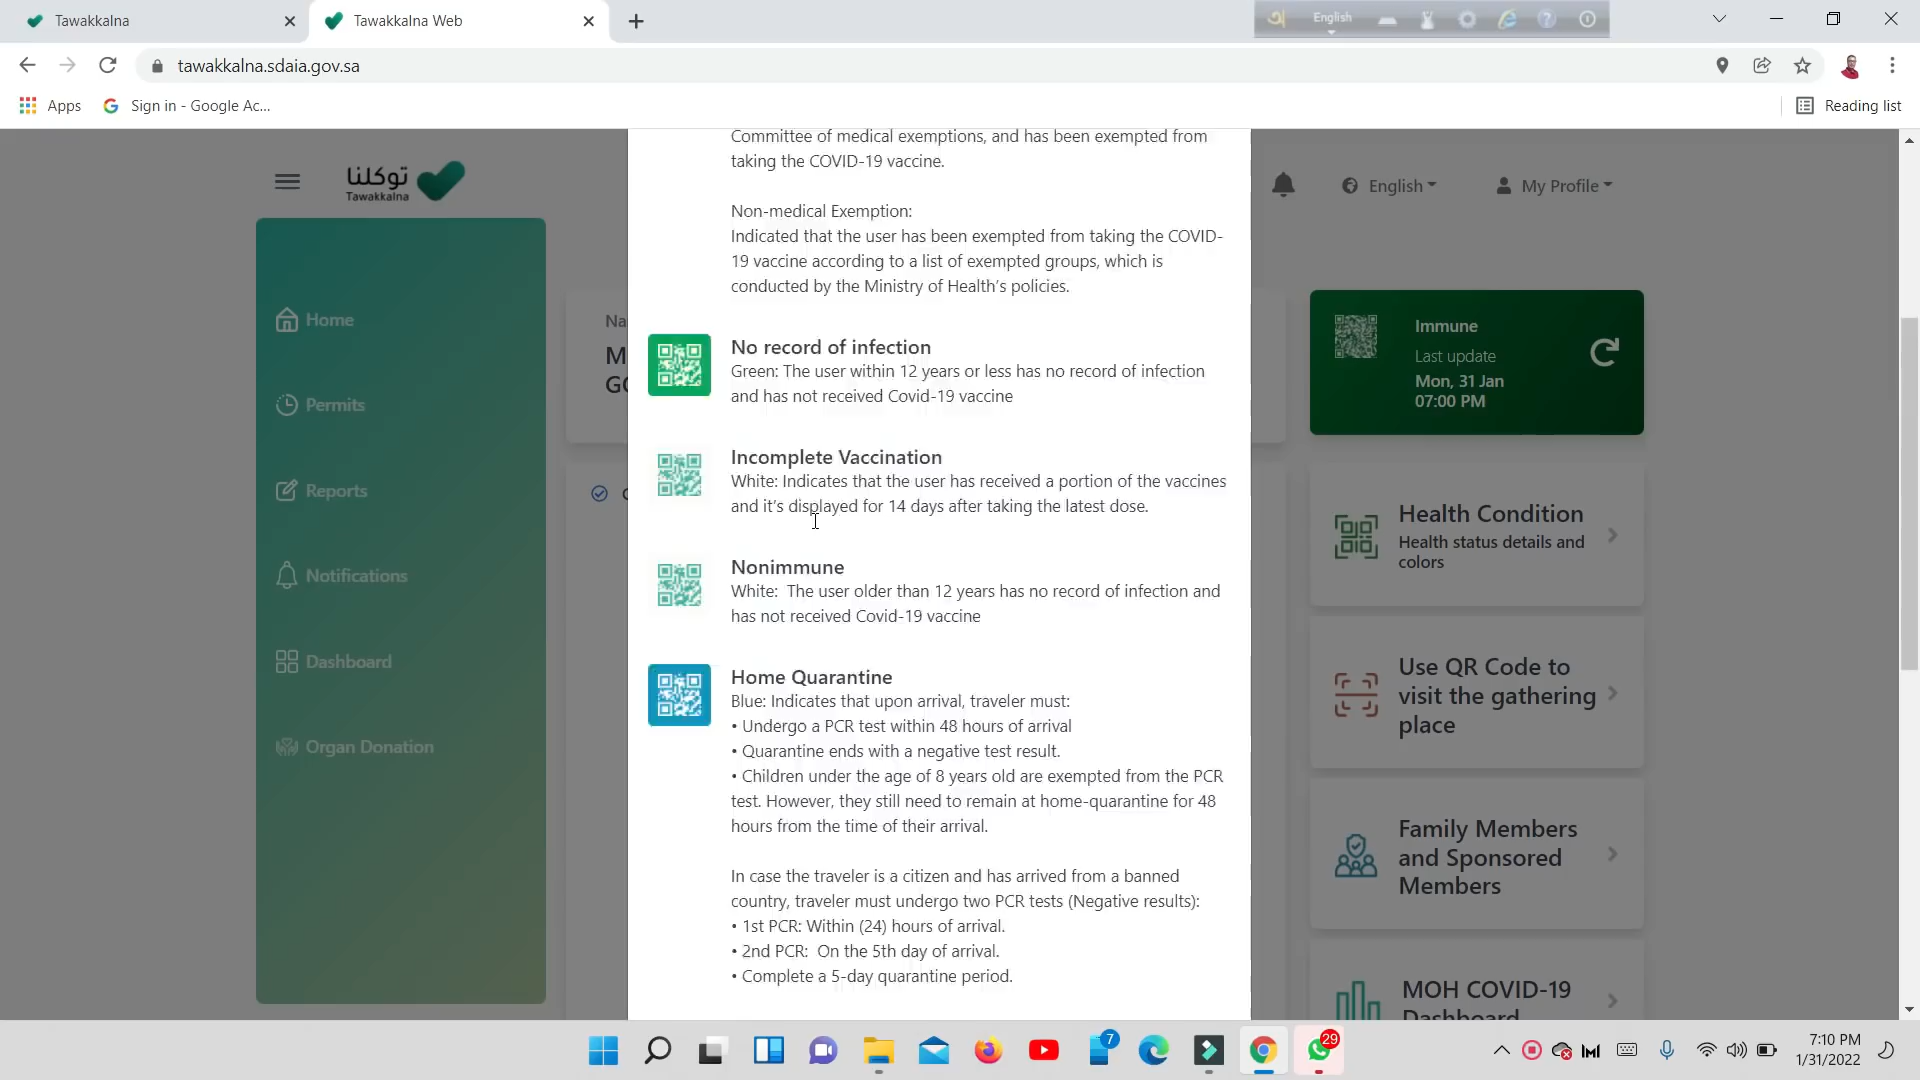 Tawakkalna
Tawakkalna Web
English
tawakkalna.sdaia.gov.sa
Apps
Sign in - Google Ac...
Reading list
توكلنا
Tawakkalna
English
My Profile
Home
Permits
Reports
Notifications
Dashboard
Organ Donation
Na
M
GO
C
Committee of medical exemptions, and has been exempted from
taking the COVID-19 vaccine.
Non-medical Exemption:
Indicated that the user has been exempted from taking the COVID-
19 vaccine according to a list of exempted groups, which is
conducted by the Ministry of Health's policies.
No record of infection
Green: The user within 12 years or less has no record of infection
and has not received Covid-19 vaccine
Incomplete Vaccination
White: Indicates that the user has received a portion of the vaccines
and it's displayed for 14 days after taking the latest dose.
Nonimmune
White:  The user older than 12 years has no record of infection and
has not received Covid-19 vaccine
Home Quarantine
Blue: Indicates that upon arrival, traveler must:
• Undergo a PCR test within 48 hours of arrival
• Quarantine ends with a negative test result.
• Children under the age of 8 years old are exempted from the PCR
test. However, they still need to remain at home-quarantine for 48
hours from the time of their arrival.
In case the traveler is a citizen and has arrived from a banned
country, traveler must undergo two PCR tests (Negative results):
• 1st PCR: Within (24) hours of arrival.
• 2nd PCR:  On the 5th day of arrival.
• Complete a 5-day quarantine period.
Immune
Last update
Mon, 31 Jan
07:00 PM
Health Condition
Health status details and
colors
Use QR Code to
visit the gathering
place
Family Members
and Sponsored
Members
MOH COVID-19
Dashboard
7
29
7:10 PM
1/31/2022